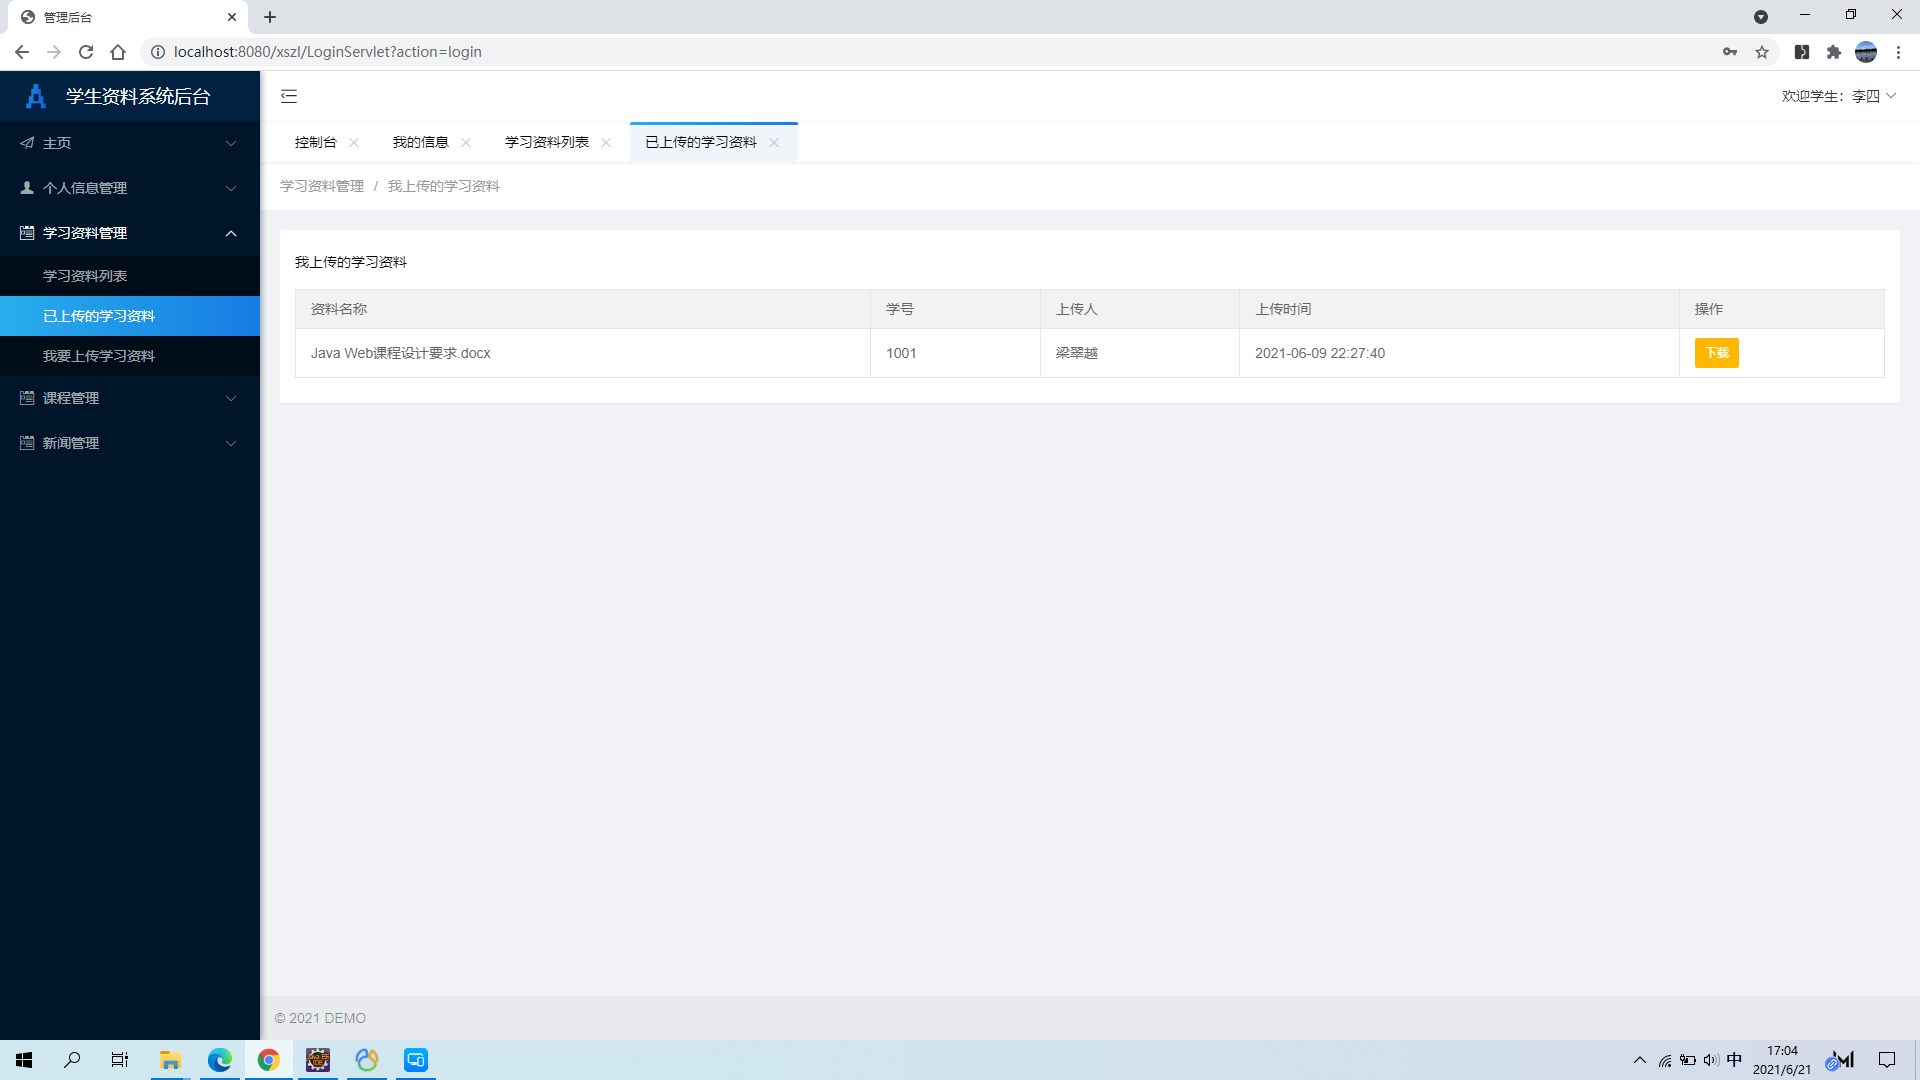 管理后台
localhost:8080/xszl/LoginServlet?action=login
学生资料系统后台
欢迎学生：李四
主页
个人信息管理
学习资料管理
学习资料列表
已上传的学习资料
我要上传学习资料
课程管理
新闻管理
控制台
我的信息
学习资料列表
已上传的学习资料
学习资料管理 / 我上传的学习资料
我上传的学习资料
资料名称 学号 上传人 上传时间 操作
Java Web课程设计要求.docx 1001 梁翠越 2021-06-09 22:27:40 下载
© 2021 DEMO
中
17:04
2021/6/21